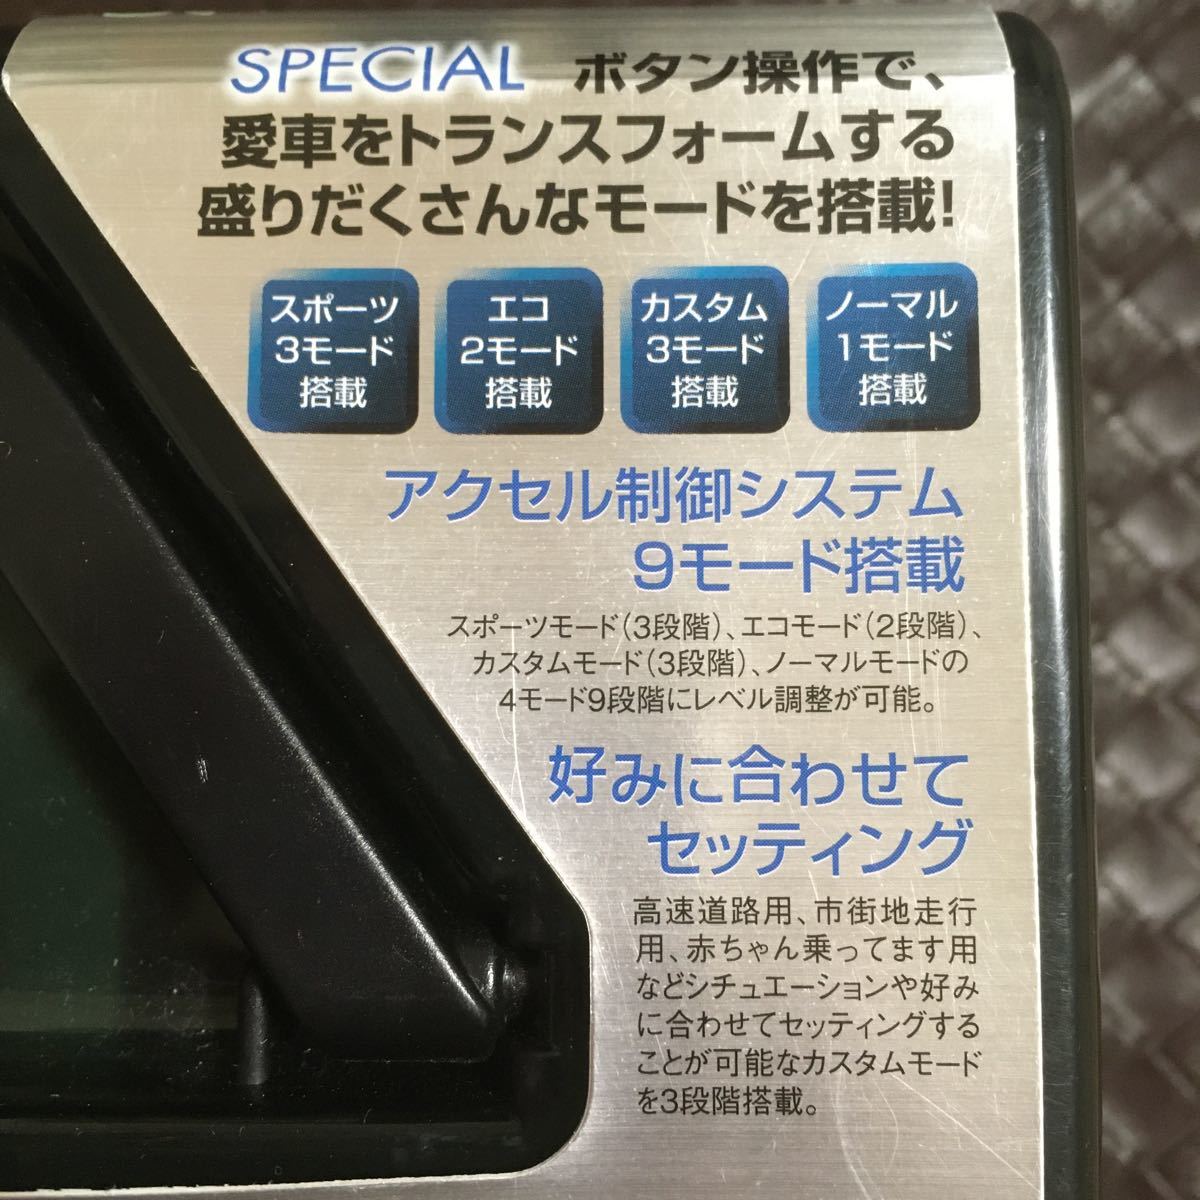 SPECIAL ボタン操作で、
愛車をトランスフォームする
盛りだくさんなモードを搭載!
スポーツ
3モード
搭載
エコ
2モード
搭載
カスタム
3モード
搭載
ノーマル
1モード
搭載
アクセル制御システム
9モード搭載
スポーツモード(3段階)、エコモード(2段階)、
カスタムモード(3段階)、ノーマルモードの
4モード9段階にレベル調整が可能。
好みに合わせて
セッティング
高速道路用、市街地走行
用、赤ちゃん乗ってます用
などシチュエーションや好み
に合わせてセッティングする
ことが可能なカスタムモード
を3段階搭載。